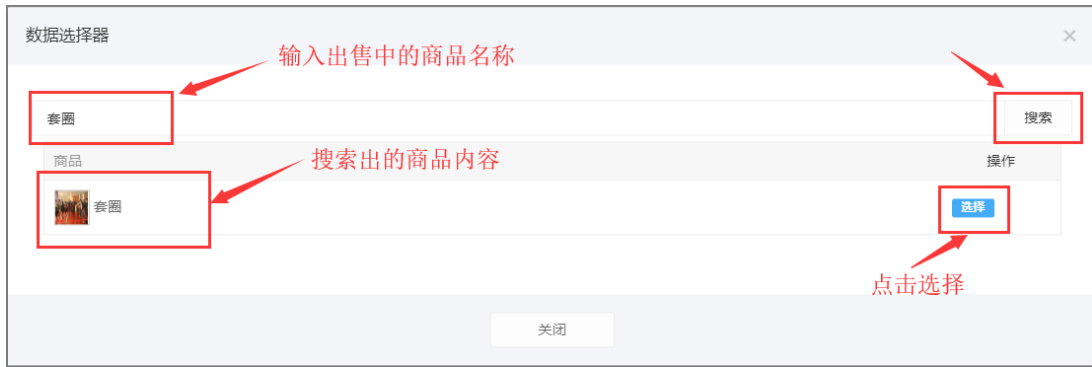 数据选择器
×
输入出售中的商品名称
套圈
搜索
商品
搜索出的商品内容
操作
套圈
选择
点击选择
关闭